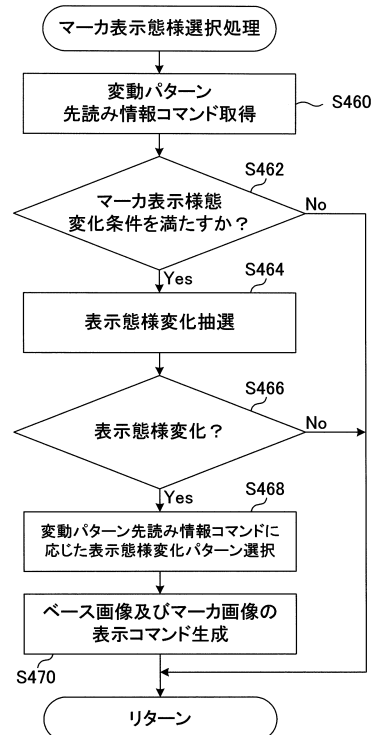 マーカ表示態様選択処理
変動パターン
先読み情報コマンド取得
S460
S462
マーカ表示様態
変化条件を満たすか?
No
Yes
S464
表示態様変化抽選
S466
表示態様変化?
No
Yes
S468
変動パターン先読み情報コマンドに
応じた表示態様変化パターン選択
ベース画像及びマーカ画像の
表示コマンド生成
S470
リターン